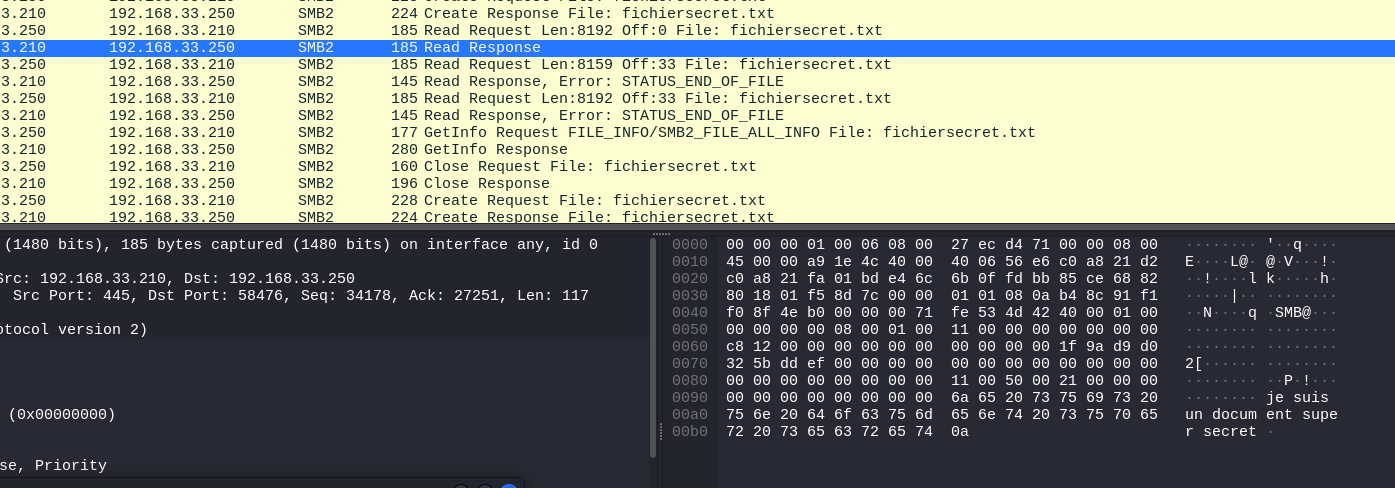 3.210 192.168.33.250 SMB2 224 Create Response File: fichiersecret.txt
3.250 192.168.33.210 SMB2 185 Read Request Len:8192 Off:0 File: fichiersecret.txt
3.210 192.168.33.250 SMB2 185 Read Response
3.250 192.168.33.210 SMB2 185 Read Request Len:8159 Off:33 File: fichiersecret.txt
3.210 192.168.33.250 SMB2 145 Read Response, Error: STATUS_END_OF_FILE
3.250 192.168.33.210 SMB2 185 Read Request Len:8192 Off:33 File: fichiersecret.txt
3.210 192.168.33.250 SMB2 145 Read Response, Error: STATUS_END_OF_FILE
3.250 192.168.33.210 SMB2 177 GetInfo Request FILE_INFO/SMB2_FILE_ALL_INFO File: fichiersecret.txt
3.210 192.168.33.250 SMB2 280 GetInfo Response
3.250 192.168.33.210 SMB2 160 Close Request File: fichiersecret.txt
3.210 192.168.33.250 SMB2 196 Close Response
3.250 192.168.33.210 SMB2 228 Create Request File: fichiersecret.txt
3.210 192.168.33.250 SMB2 224 Create Response File: fichiersecret.txt
(1480 bits), 185 bytes captured (1480 bits) on interface any, id 0
Src: 192.168.33.210, Dst: 192.168.33.250
Src Port: 445, Dst Port: 58476, Seq: 34178, Ack: 27251, Len: 117
otocol version 2)
(0x00000000)
se, Priority
0000 00 00 00 01 00 06 08 00 27 ec d4 71 00 00 08 00 ········ '··q····
0010 45 00 00 a9 1e 4c 40 00 40 06 56 e6 c0 a8 21 d2 E····L@· @·V···!·
0020 c0 a8 21 fa 01 bd e4 6c 6b 0f fd bb 85 ce 68 82 ··!····l k·····h·
0030 80 18 01 f5 8d 7c 00 00 01 01 08 0a b4 8c 91 f1 ·····|·· ········
0040 f0 8f 4e b0 00 00 00 71 fe 53 4d 42 40 00 01 00 ··N····q ·SMB@···
0050 00 00 00 00 08 00 01 00 11 00 00 00 00 00 00 00 ········ ········
0060 c8 12 00 00 00 00 00 00 00 00 00 00 1f 9a d9 d0 ········ ········
0070 32 5b dd ef 00 00 00 00 00 00 00 00 00 00 00 00 2[······ ········
0080 00 00 00 00 00 00 00 00 11 00 50 00 21 00 00 00 ········ ··P·!···
0090 00 00 00 00 00 00 00 00 6a 65 20 73 75 69 73 20 ········ je suis
00a0 75 6e 20 64 6f 63 75 6d 65 6e 74 20 73 75 70 65 un docum ent supe
00b0 72 20 73 65 63 72 65 74 0a r secret ·